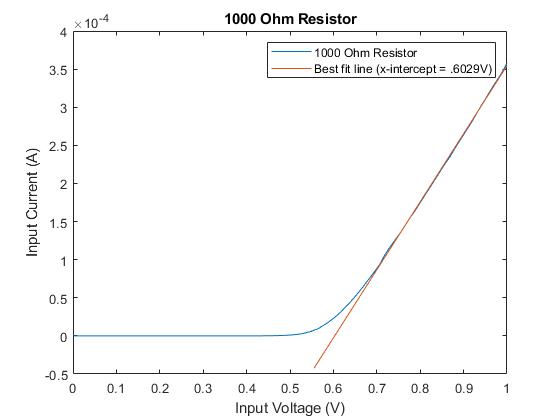 1000 Ohm Resistor
×10⁻⁴
4
3.5
3
2.5
2
1.5
1
0.5
0
-0.5
Input Current (A)
1000 Ohm Resistor
Best fit line (x-intercept = .6029V)
0 0.1 0.2 0.3 0.4 0.5 0.6 0.7 0.8 0.9 1
Input Voltage (V)